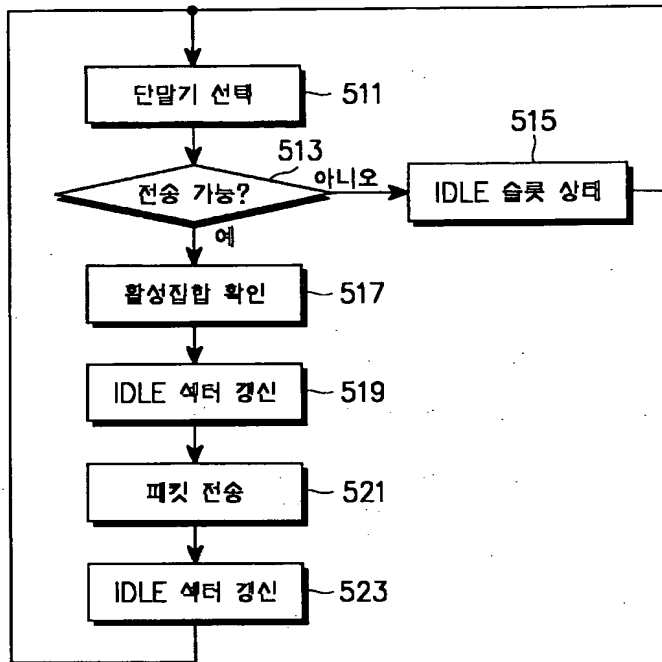 단말기 선택
511
513
전송 가능?
아니오
515
IDLE 슬롯 상태
예
활성집합 확인
517
IDLE 섹터 갱신
519
패킷 전송
521
IDLE 섹터 갱신
523